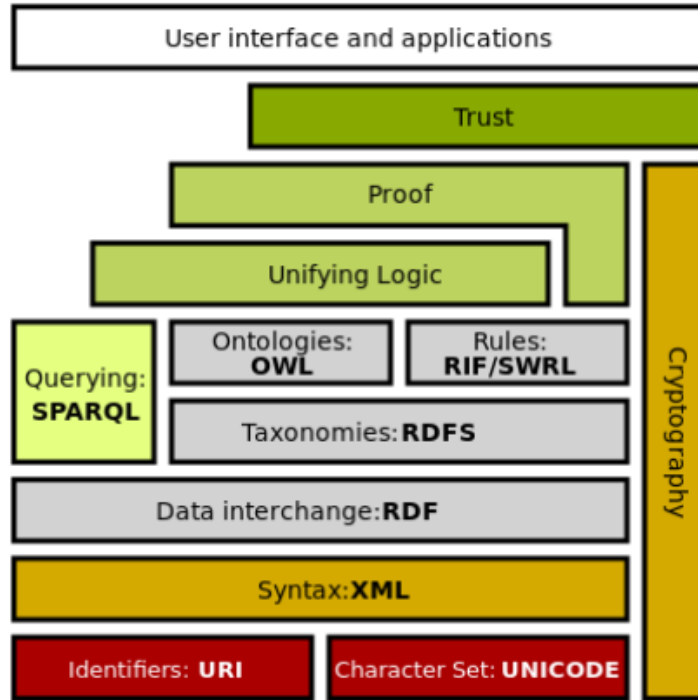 User interface and applications
Trust
Proof
Unifying Logic
Ontologies:
OWL
Rules:
RIF/SWRL
Querying:
SPARQL
Taxonomies:RDFS
Cryptography
Data interchange:RDF
Syntax:XML
Identifiers: URI
Character Set: UNICODE